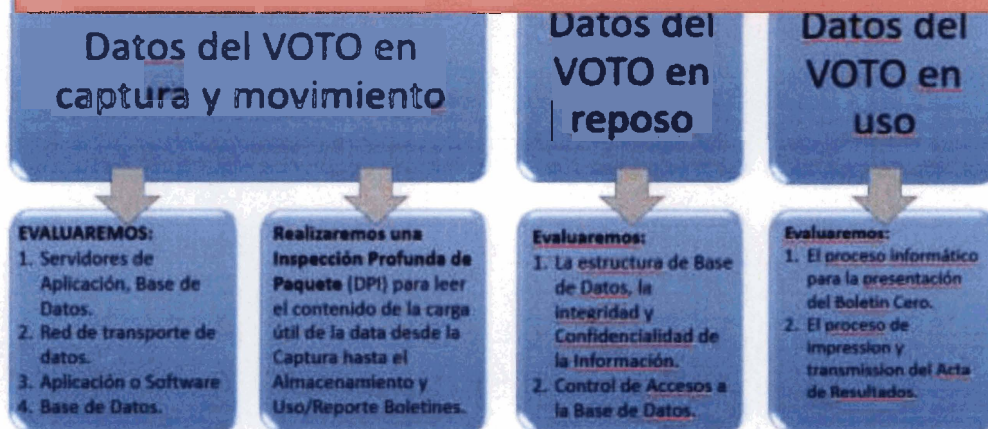 Datos del VOTO en
captura y movimiento
Datos del
VOTO en
reposo
Datos del
VOTO en
uso
EVALUAREMOS:
1. Servidores de
Aplicación, Base de
Datos.
2. Red de transporte de
datos.
3. Aplicación o Software
4. Base de Datos.
Realizaremos una
Inspección Profunda de
Paquete (DPI) para leer
el contenido de la carga
útil de la data desde la
Captura hasta el
Almacenamiento y
Uso/Reporte Boletines.
Evaluaremos:
1. La estructura de Base
de Datos, la
integridad y
Confidencialidad de
la Información.
2. Control de Accesos a
la Base de Datos.
Evaluaremos:
1. El proceso informático
para la presentación
del Boletin Cero.
2. El proceso de
impression y
transmission del Acta
de Resultados.